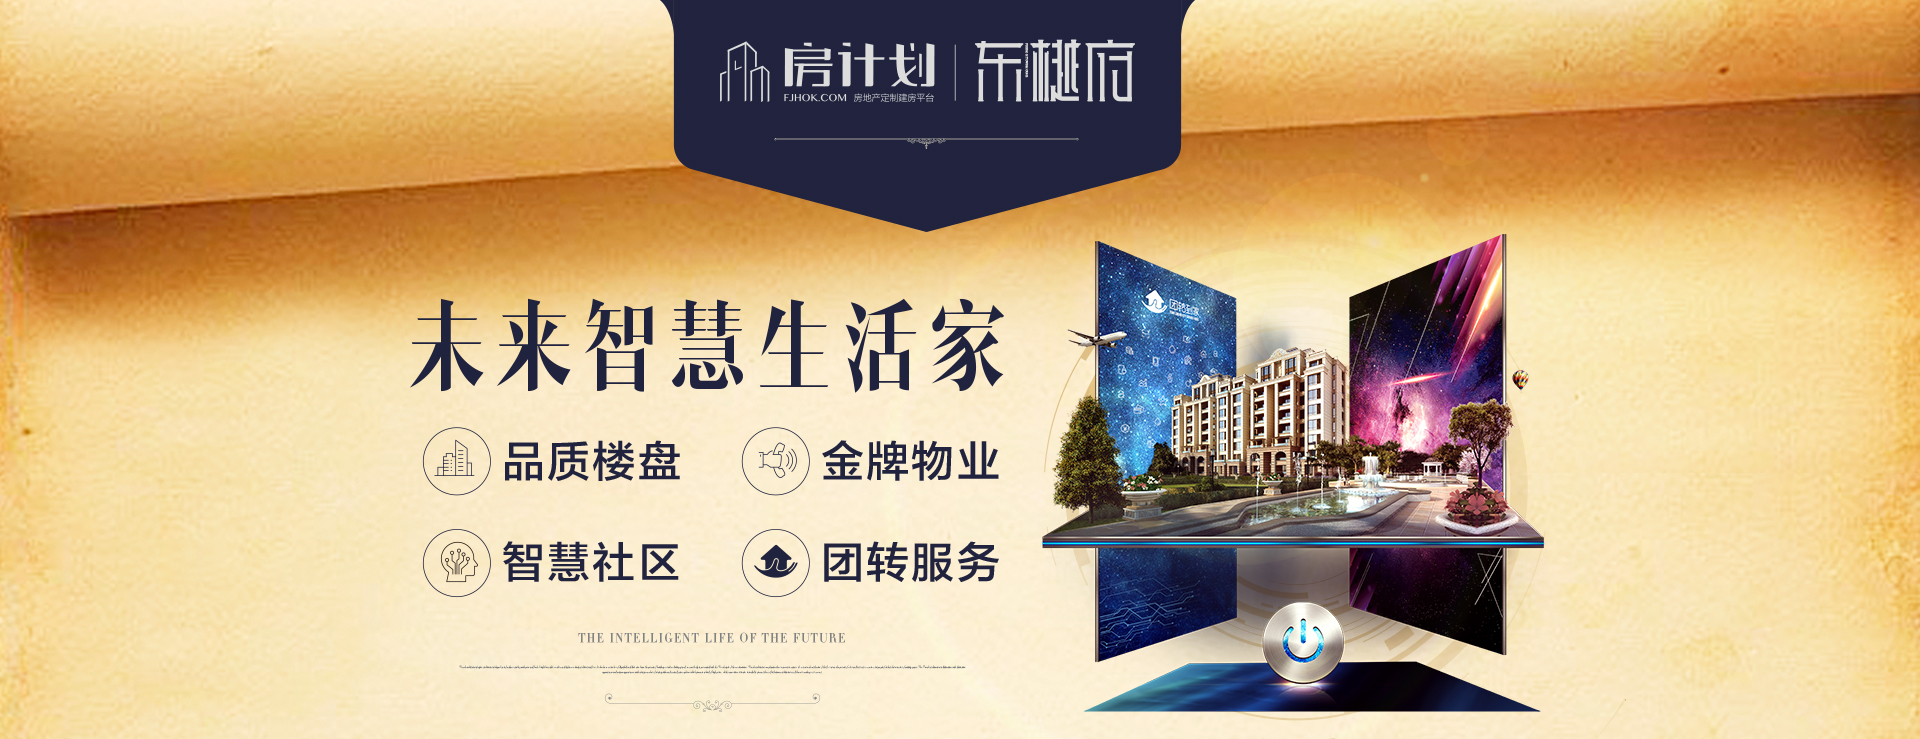 房计划
FJHOK.COM 房地产定制建房平台
东樾府
未来智慧生活家
品质楼盘
金牌物业
智慧社区
团转服务
THE INTELLIGENT LIFE OF THE FUTURE